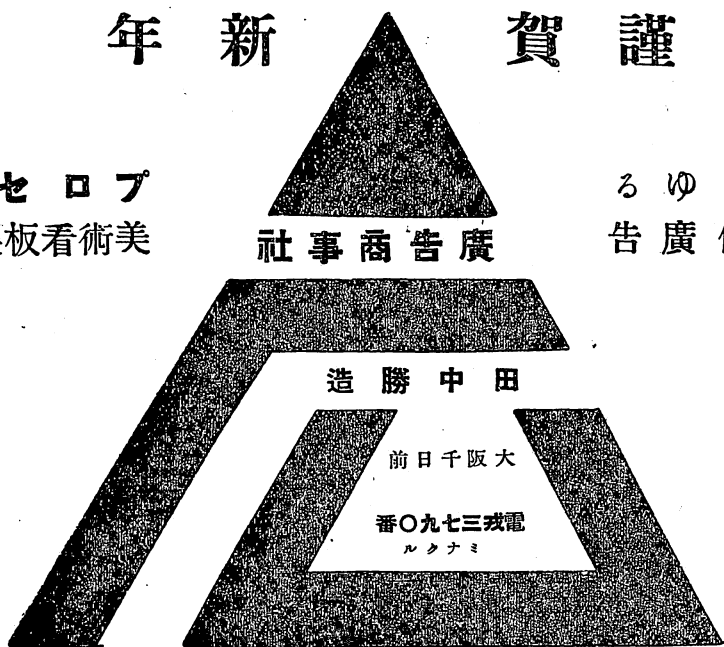 謹賀新年
ゆる
廣告
プロセ
美術看板
廣告商事社
田中勝造
大阪千日前
電戎三七九〇番
ミナクル